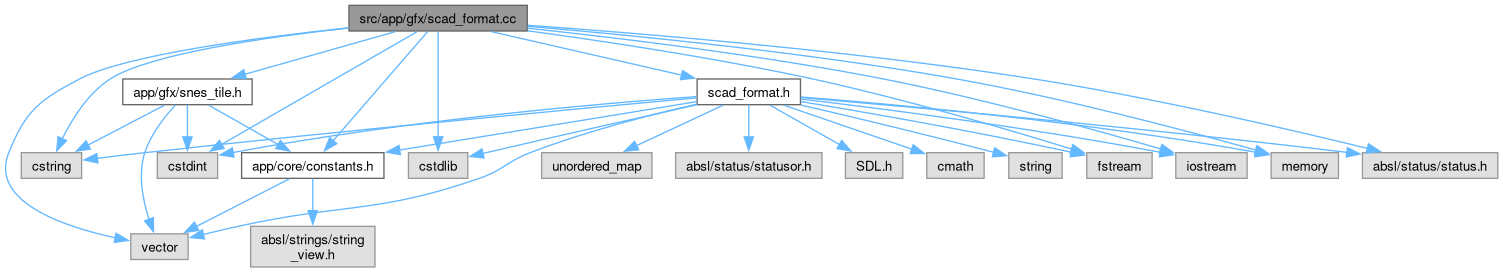 src/app/gfx/scad_format.cc
app/gfx/snes_tile.h
scad_format.h
cstring
cstdint
app/core/constants.h
cstdlib
unordered_map
absl/status/statusor.h
SDL.h
cmath
string
fstream
iostream
memory
absl/status/status.h
vector
absl/strings/string
_view.h